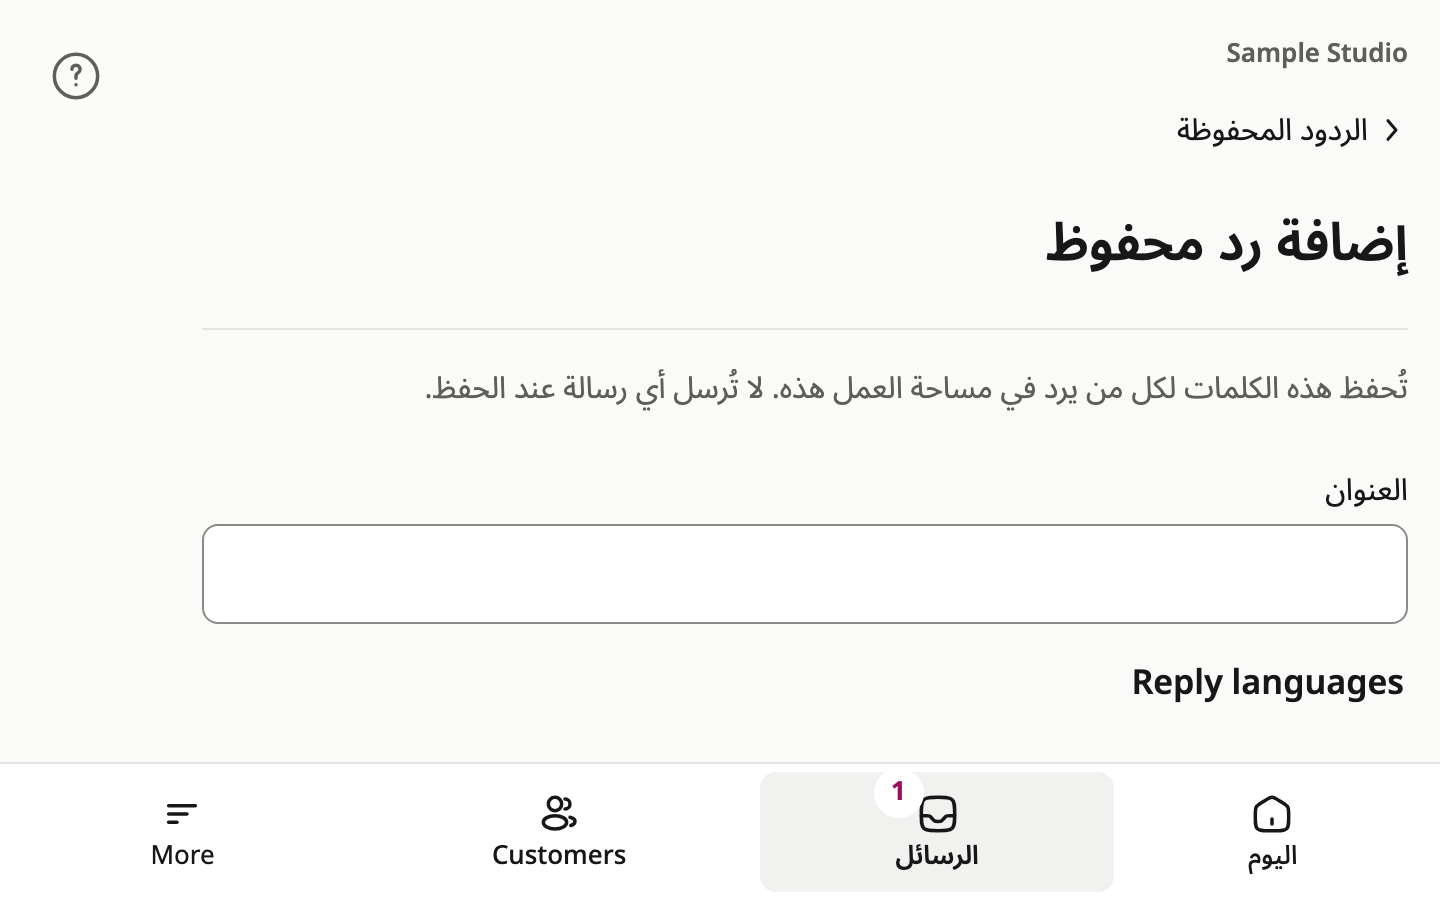 Sample Studio
الردود المحفوظة
إضافة رد محفوظ
تُحفظ هذه الكلمات لكل من يرد في مساحة العمل هذه. لا تُرسل أي رسالة عند الحفظ.
العنوان
Reply languages
اليوم
1
الرسائل
Customers
More